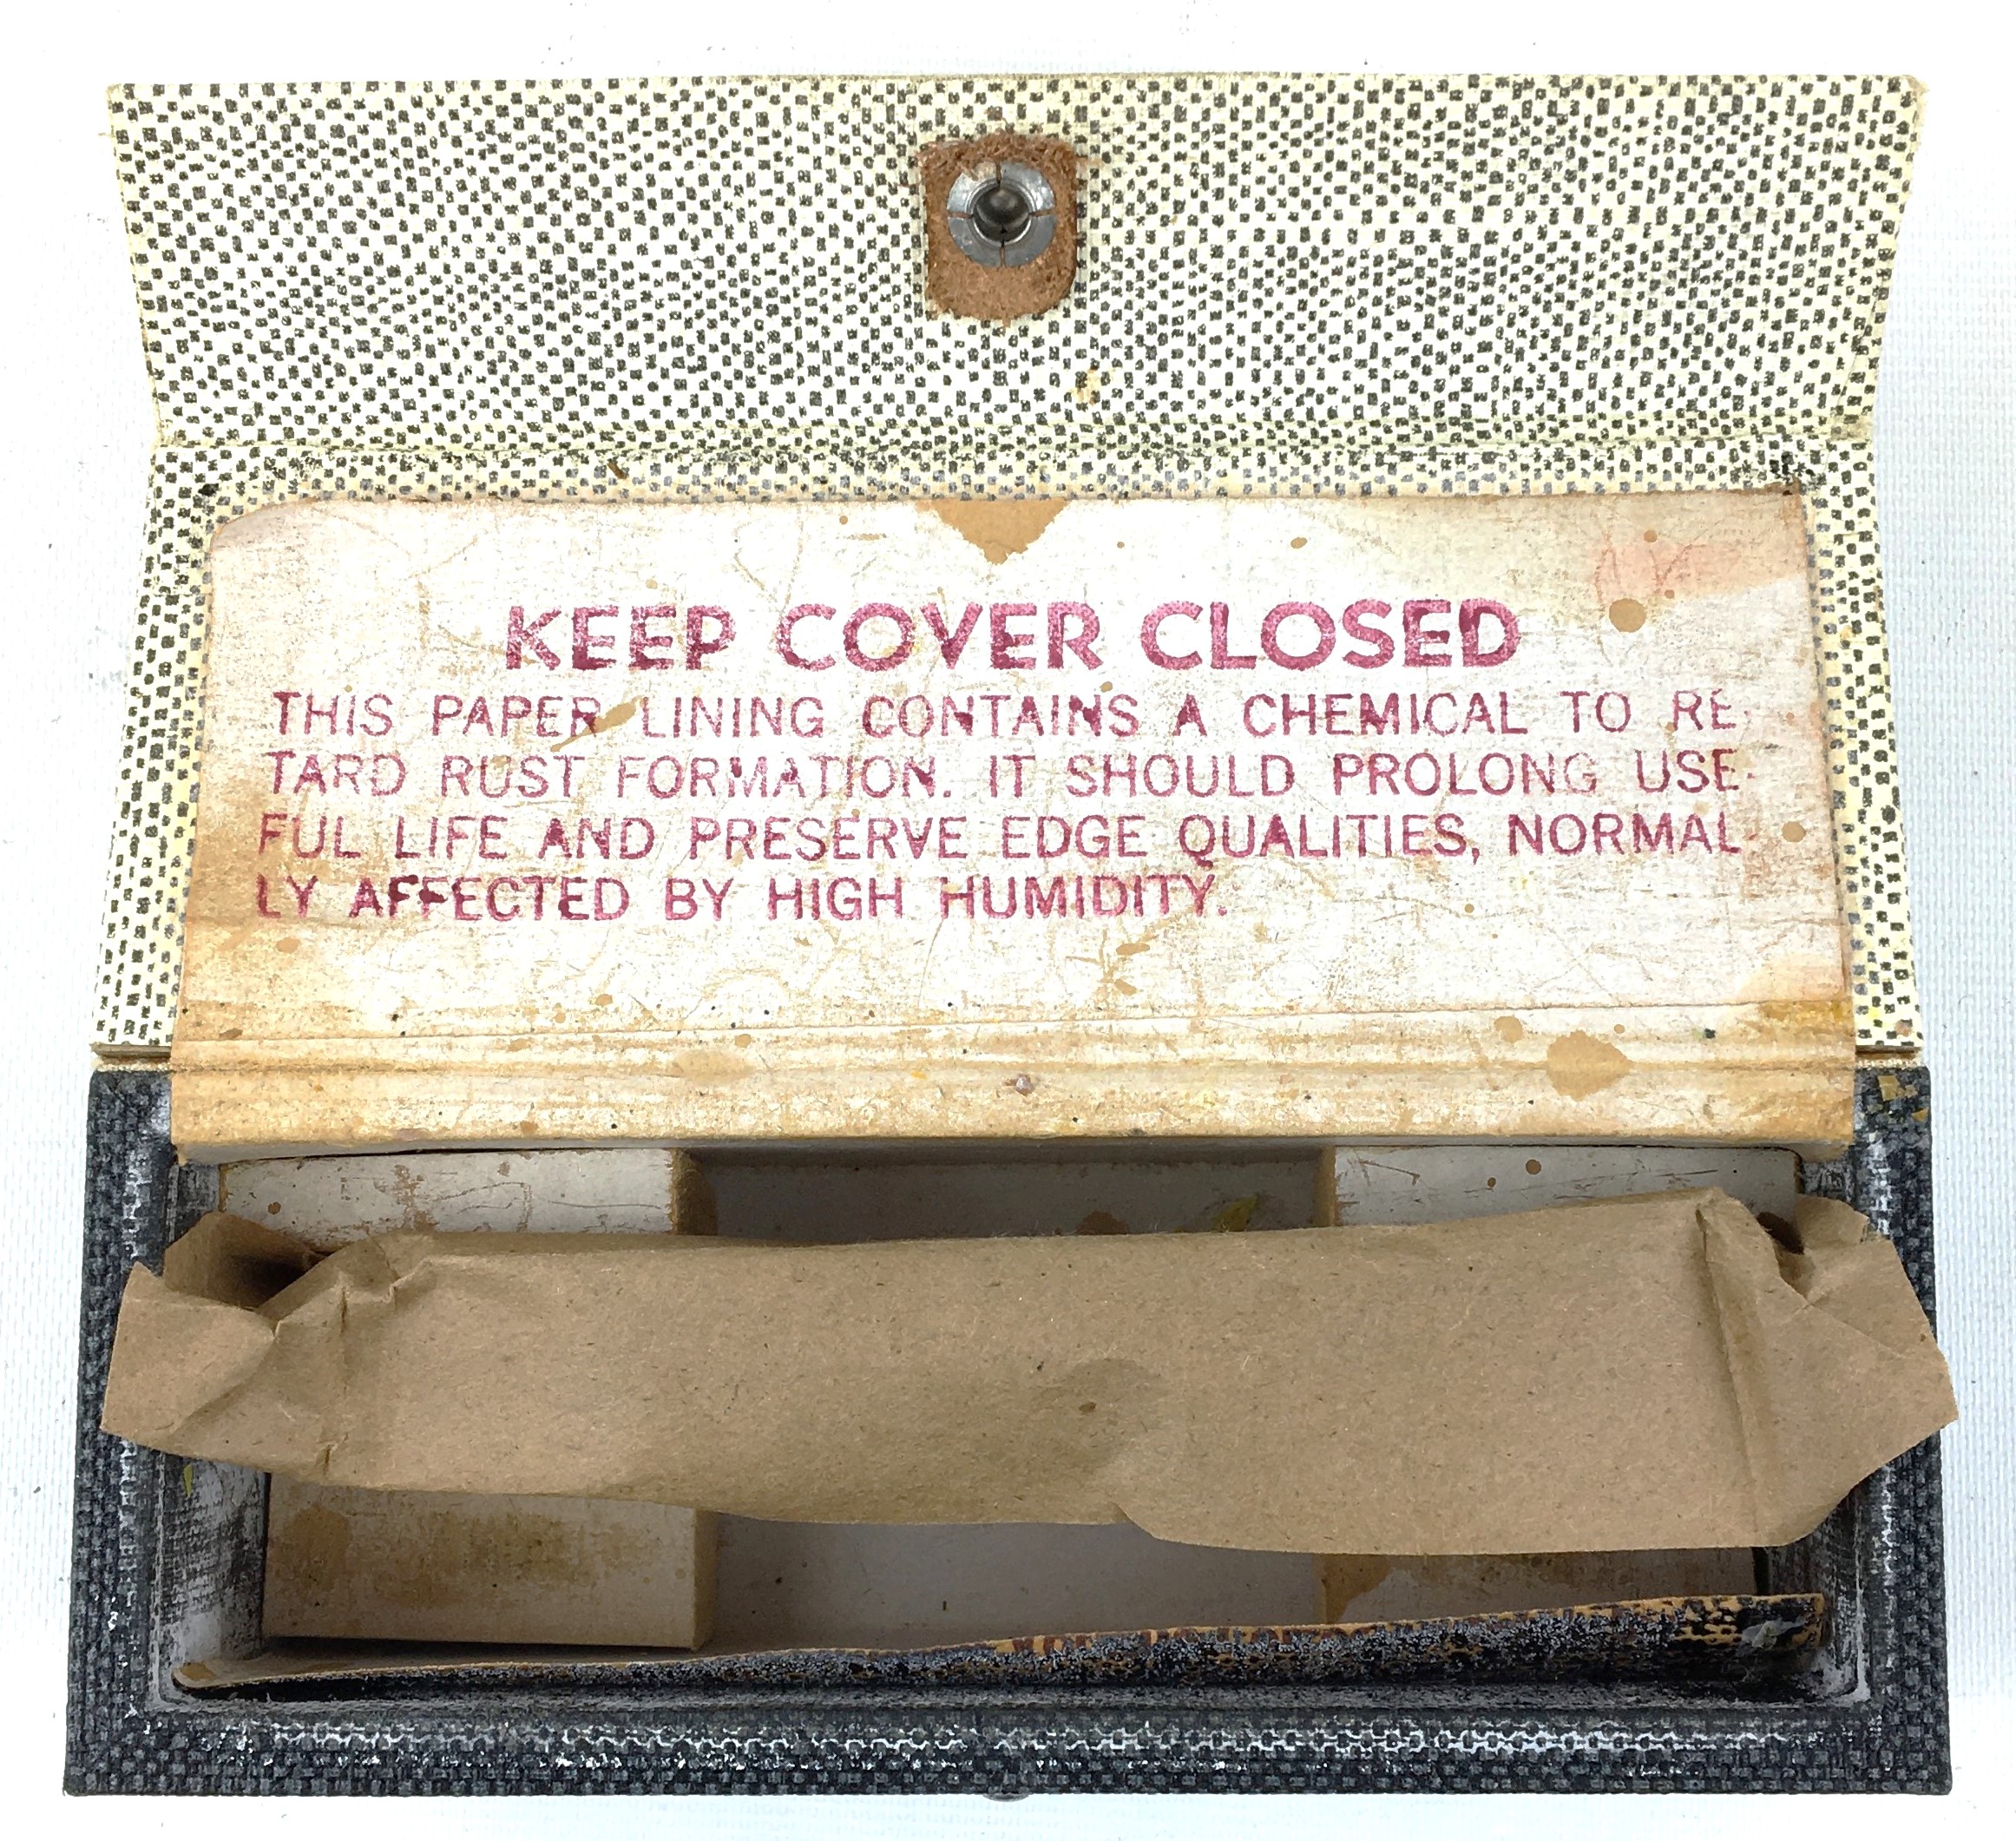 KEEP COVER CLOSED
THIS PAPER LINING CONTAINS A CHEMICAL TO RE-
TARD RUST FORMATION. IT SHOULD PROLONG USE-
FUL LIFE AND PRESERVE EDGE QUALITIES, NORMAL-
LY AFFECTED BY HIGH HUMIDITY.